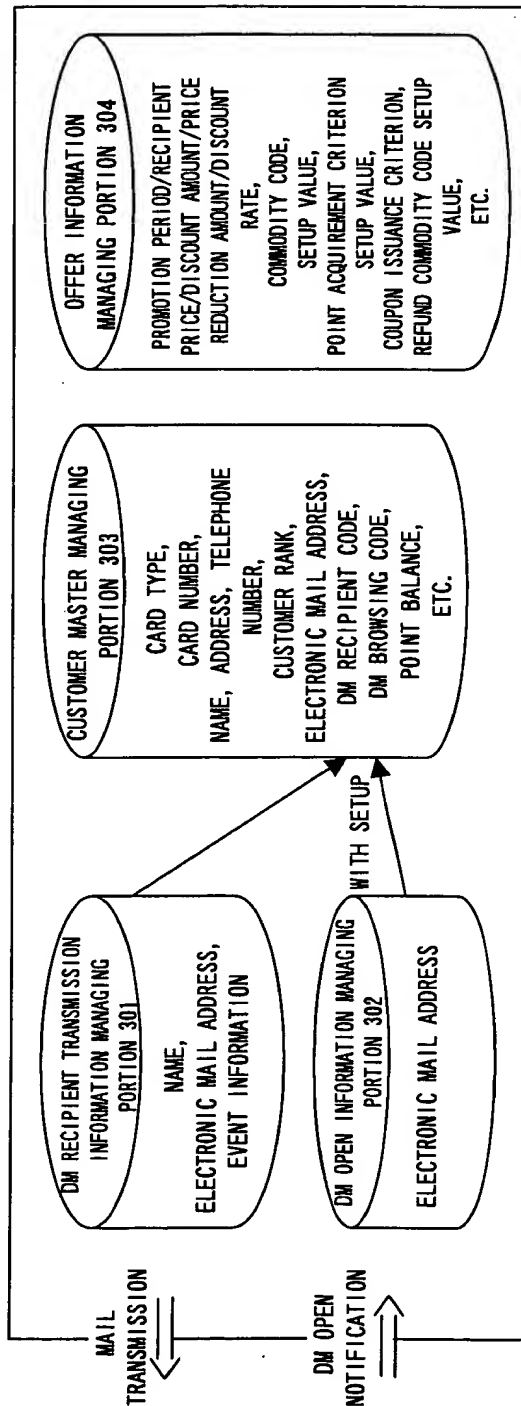 MAIL
TRANSMISSION
DM OPEN
NOTIFICATION
DM RECIPIENT TRANSMISSION
INFORMATION MANAGING
PORTION 301
NAME,
ELECTRONIC MAIL ADDRESS,
EVENT INFORMATION
DM OPEN INFORMATION MANAGING
PORTION 302
ELECTRONIC MAIL ADDRESS
WITH SETUP
CUSTOMER MASTER MANAGING
PORTION 303
CARD TYPE,
CARD NUMBER,
NAME, ADDRESS, TELEPHONE
NUMBER,
CUSTOMER RANK,
ELECTRONIC MAIL ADDRESS,
DM RECIPIENT CODE,
DM BROWSING CODE,
POINT BALANCE,
ETC.
OFFER INFORMATION
MANAGING PORTION 304
PROMOTION PERIOD/RECIPIENT
PRICE/DISCOUNT AMOUNT/PRICE
REDUCTION AMOUNT/DISCOUNT
RATE,
COMMODITY CODE,
SETUP VALUE,
POINT ACQUIREMENT CRITERION
SETUP VALUE,
COUPON ISSUANCE CRITERION,
REFUND COMMODITY CODE SETUP
VALUE,
ETC.